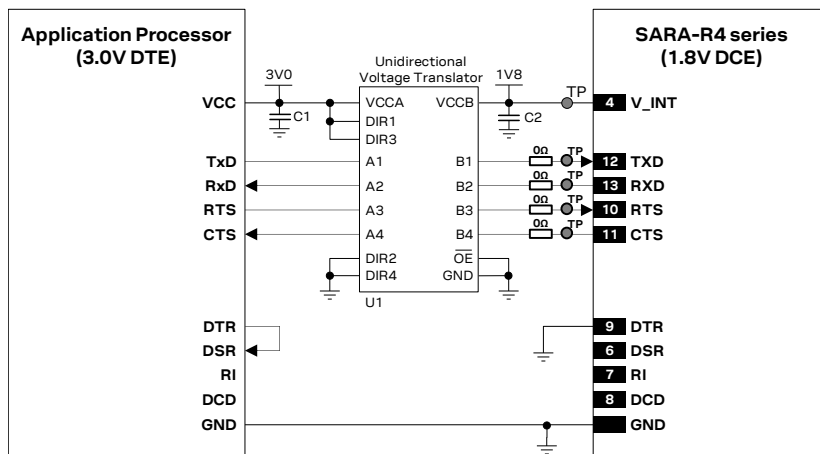 Application Processor
(3.0V DTE)
SARA-R4 series
(1.8V DCE)
Unidirectional
Voltage Translator
3V0
1V8
TP
VCC
VCCA
VCCB
4
V_INT
C1
DIR1
C2
DIR3
0Ω
TP
TxD
A1
B1
12
TXD
0Ω
TP
RxD
A2
B2
13
RXD
0Ω
TP
RTS
A3
B3
10
RTS
0Ω
TP
CTS
A4
B4
11
CTS
DIR2
OE
DIR4
GND
U1
DTR
9
DTR
DSR
6
DSR
RI
7
RI
DCD
8
DCD
GND
GND